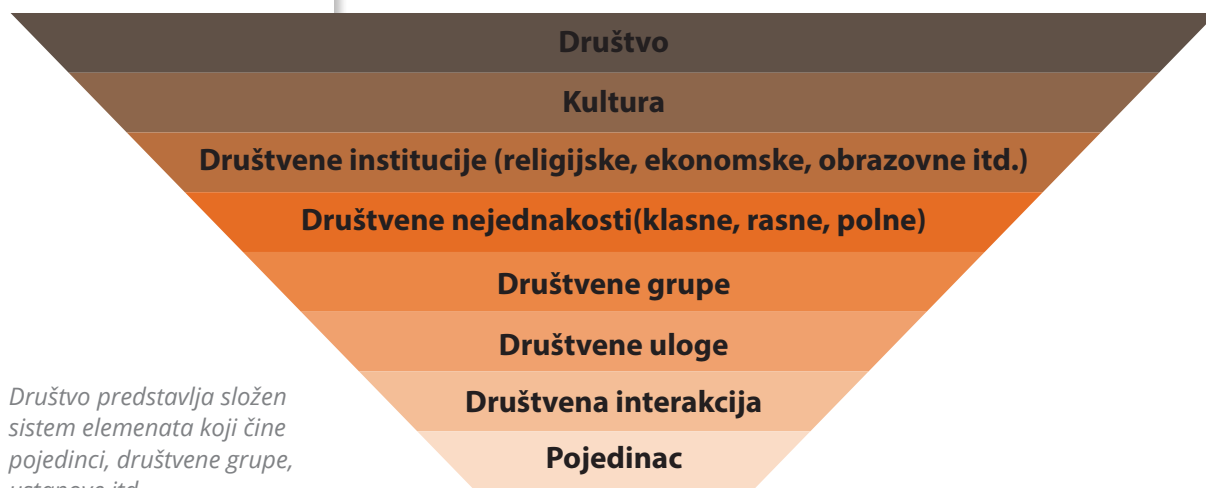 Društvo
Kultura
Društvene institucije (religijske, ekonomske, obrazovne itd.)
Društvene nejednakosti(klasne, rasne, polne)
Društvene grupe
Društvene uloge
Društvena interakcija
Pojedinac
Društvo predstavlja složen
sistem elemenata koji čine
pojedinci, društvene grupe,